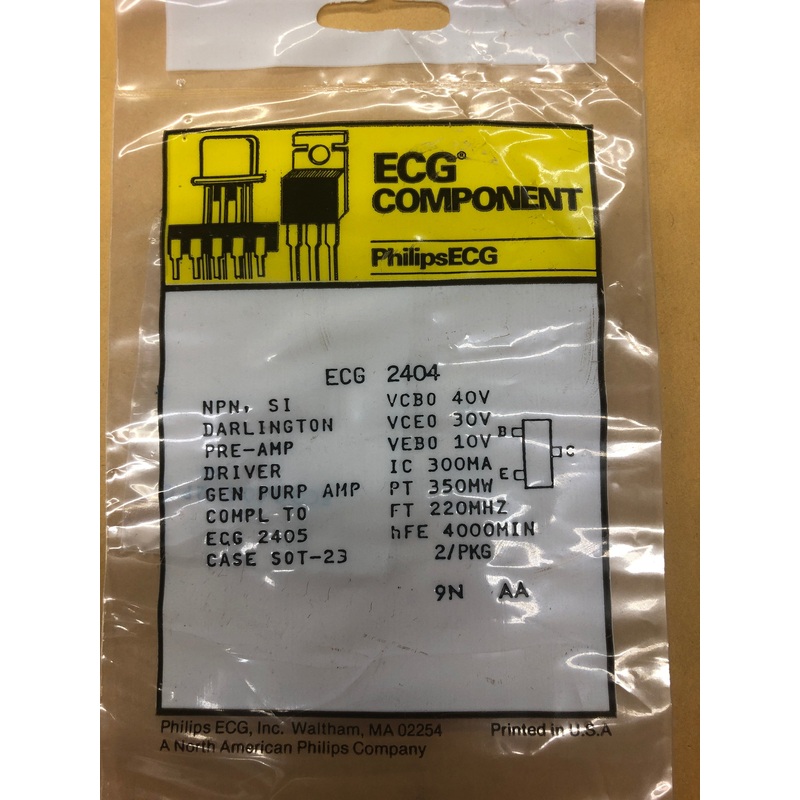 ECG®
COMPONENT
PhilipsECG
ECG 2404
NPN, SI
DARLINGTON
PRE-AMP
DRIVER
GEN PURP AMP
COMPL TO
ECG 2405
CASE SOT-23
VCBO 40V
VCEO 30V
VEBO 10V
IC 300MA
PT 350MW
FT 220MHZ
hFE 4000MIN
2/PKG
B
C
E
9N AA
Philips ECG, Inc. Waltham, MA 02254
A North American Philips Company
Printed in U.S.A